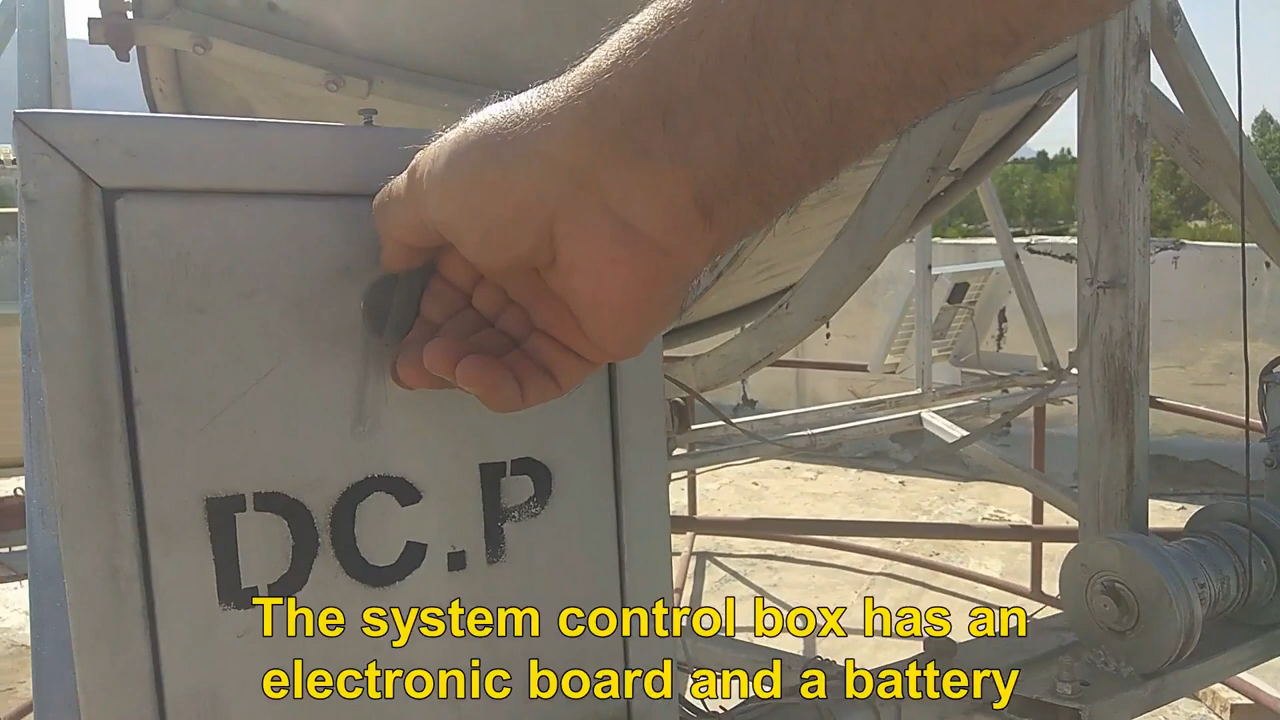 DC.P
The system control box has an
electronic board and a battery